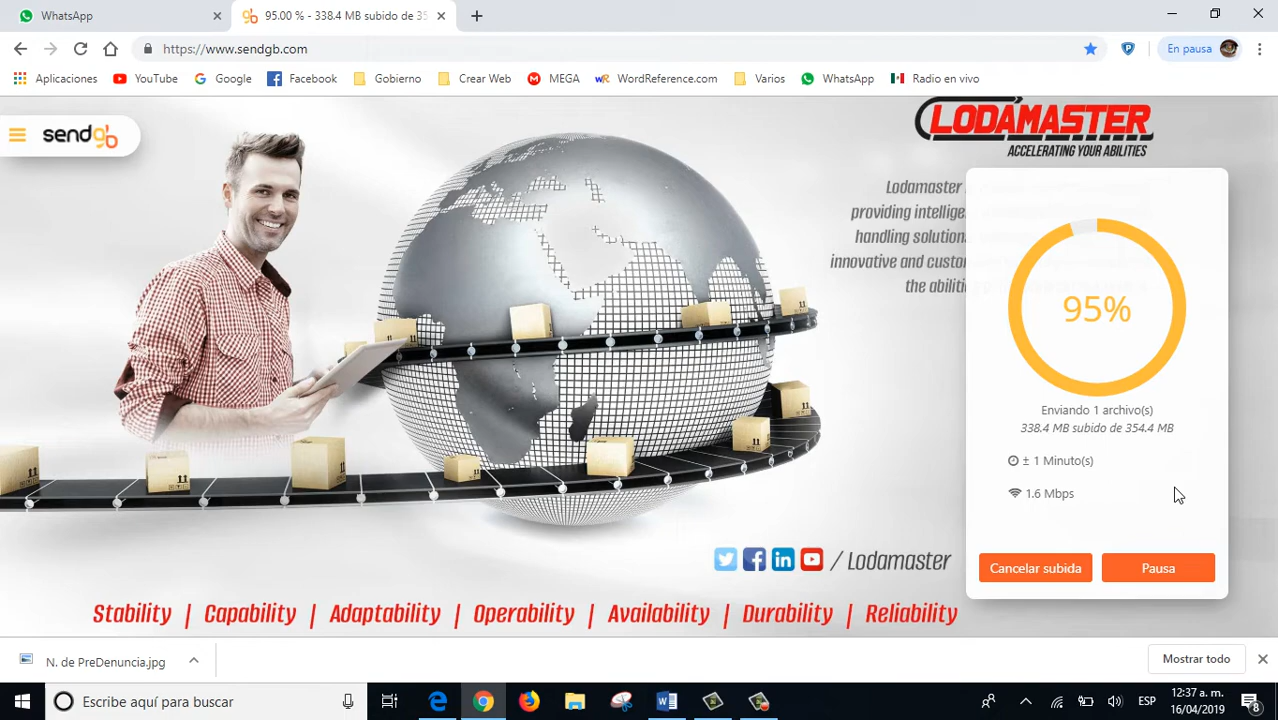 WhatsApp
95.00 % - 338.4 MB subido de 35
https://www.sendgb.com
En pausa
Aplicaciones
YouTube
Google
Facebook
Gobierno
Crear Web
MEGA
WordReference.com
Varios
WhatsApp
Radio en vivo
sendgb
LODAMASTER
ACCELERATING YOUR ABILITIES
Lodamaster
providing intellige
handling solutions
innovative and custo
the abiliti
95%
Enviando 1 archivo(s)
338.4 MB subido de 354.4 MB
± 1 Minuto(s)
1.6 Mbps
Cancelar subida
Pausa
/ Lodamaster
Stability | Capability | Adaptability | Operability | Availability | Durability | Reliability
N. de PreDenuncia.jpg
Mostrar todo
Escribe aquí para buscar
ESP
12:37 a. m.
16/04/2019
8